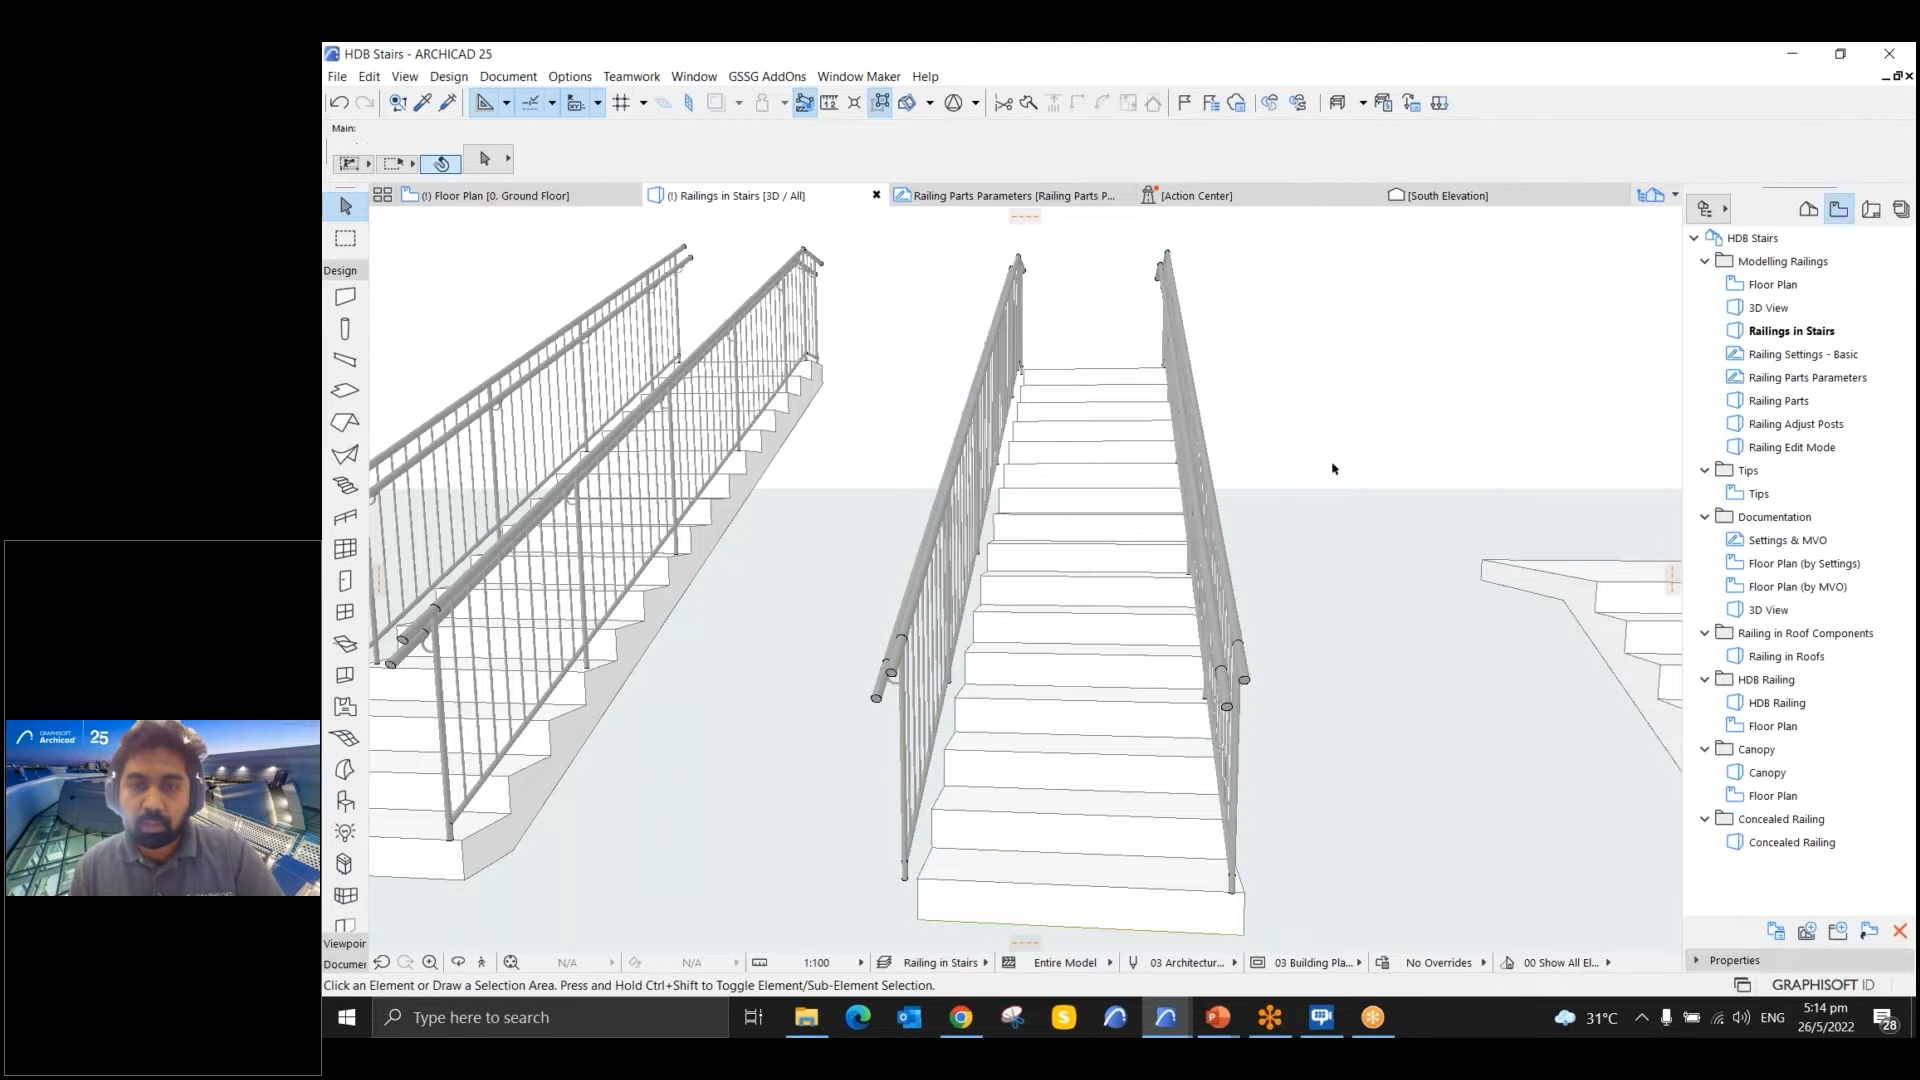 HDB Stairs - ARCHICAD 25
File Edit View Design Document Options Teamwork Window GSSG AddOns Window Maker Help
Main:
(!) Floor Plan [0. Ground Floor]
(!) Railings in Stairs [3D / All]
Railing Parts Parameters [Railing Parts P...
[Action Center]
[South Elevation]
Design
HDB Stairs
Modelling Railings
Floor Plan
3D View
Railings in Stairs
Railing Settings - Basic
Railing Parts Parameters
Railing Parts
Railing Adjust Posts
Railing Edit Mode
Tips
Tips
Documentation
Settings & MVO
Floor Plan (by Settings)
Floor Plan (by MVO)
3D View
Railing in Roof Components
Railing in Roofs
HDB Railing
HDB Railing
Floor Plan
Canopy
Canopy
Floor Plan
Concealed Railing
Concealed Railing
Properties
GRAPHISOFT
Archicad 25
Viewpoir
Documer
N/A N/A 1:100 Railing in Stairs Entire Model 03 Architectur... 03 Building Pla... No Overrides 00 Show All El...
Click an Element or Draw a Selection Area. Press and Hold Ctrl+Shift to Toggle Element/Sub-Element Selection.
GRAPHISOFT ID
Type here to search
31°C
ENG
5:14 pm
26/5/2022
28